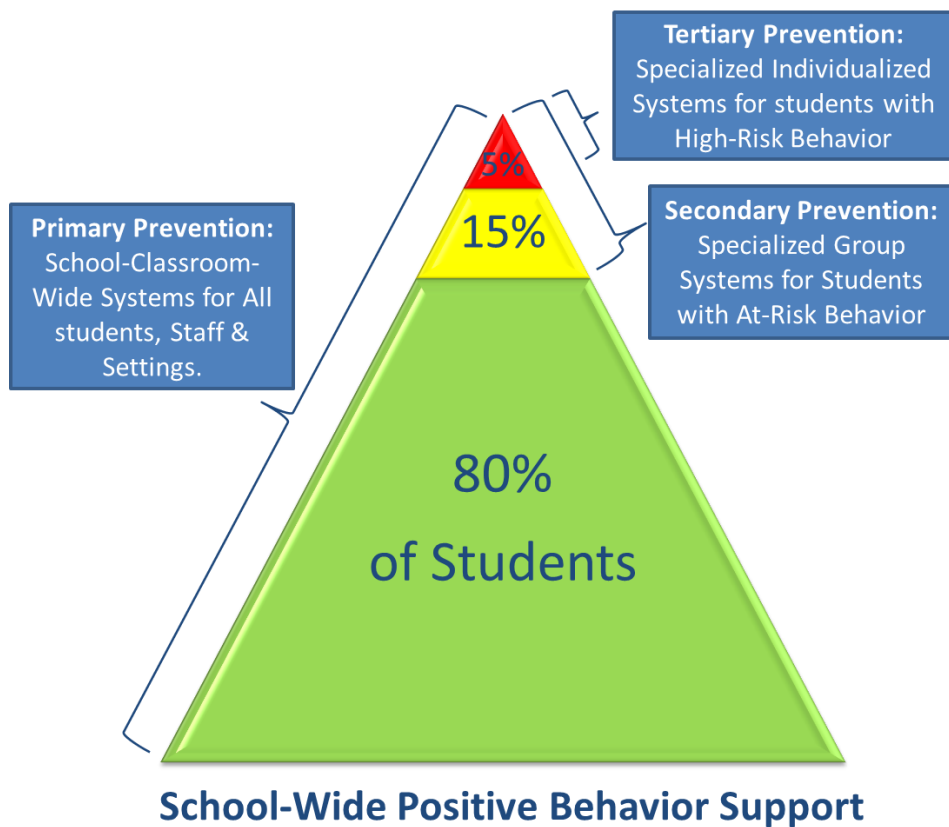 Tertiary Prevention:
Specialized Individualized
Systems for students with
High-Risk Behavior
5%
15%
Secondary Prevention:
Specialized Group
Systems for Students
with At-Risk Behavior
Primary Prevention:
School-Classroom-
Wide Systems for All
students, Staff &
Settings.
80%
of Students
School-Wide Positive Behavior Support